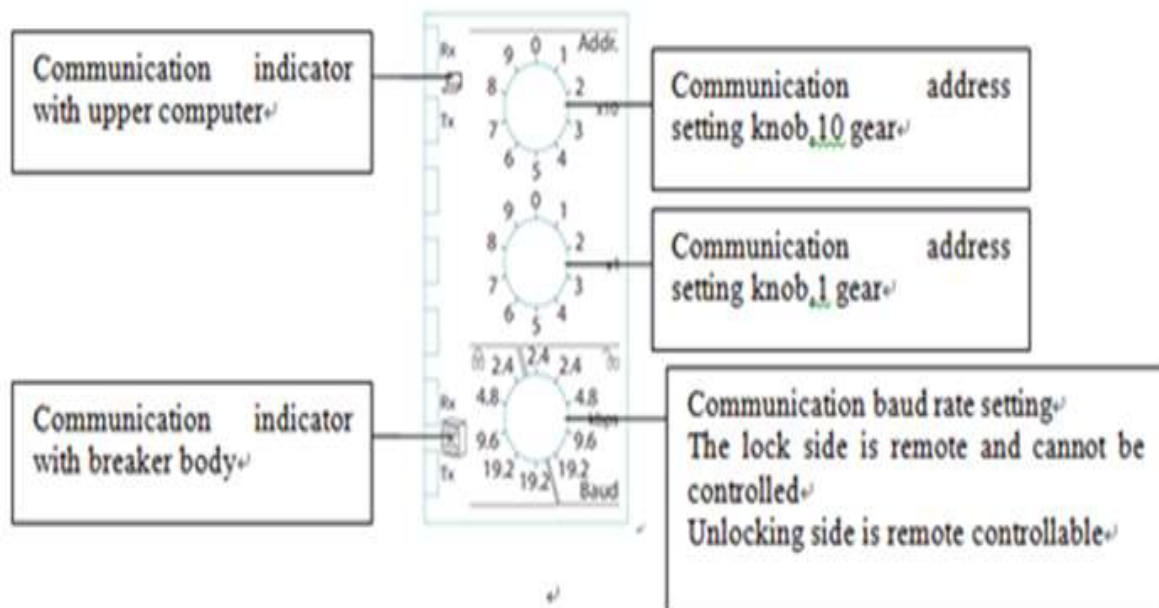 Communication indicator
with upper computer
Rx
Tx
Addr.
0
1
2
3
4
5
6
7
8
9
x10
Communication address
setting knob,10 gear
0
1
2
3
4
5
6
7
8
9
x1
Communication address
setting knob,1 gear
Communication indicator
with breaker body
Rx
Tx
2.4
2.4
2.4
4.8
4.8
kbps
9.6
9.6
19.2
19.2
19.2
Baud
Communication baud rate setting
The lock side is remote and cannot be
controlled
Unlocking side is remote controllable